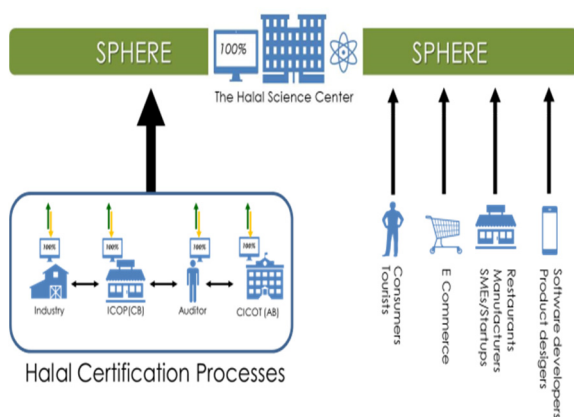 SPHERE
100%
SPHERE
The Halal Science Center
100%
100%
100%
100%
Industry
ICOP(CB)
Auditor
CICOT (AB)
Halal Certification Processes
Consumers
Tourists
E Commerce
Restaurants
Manufacturers
SMEs/Startups
Software developers
Product desigers